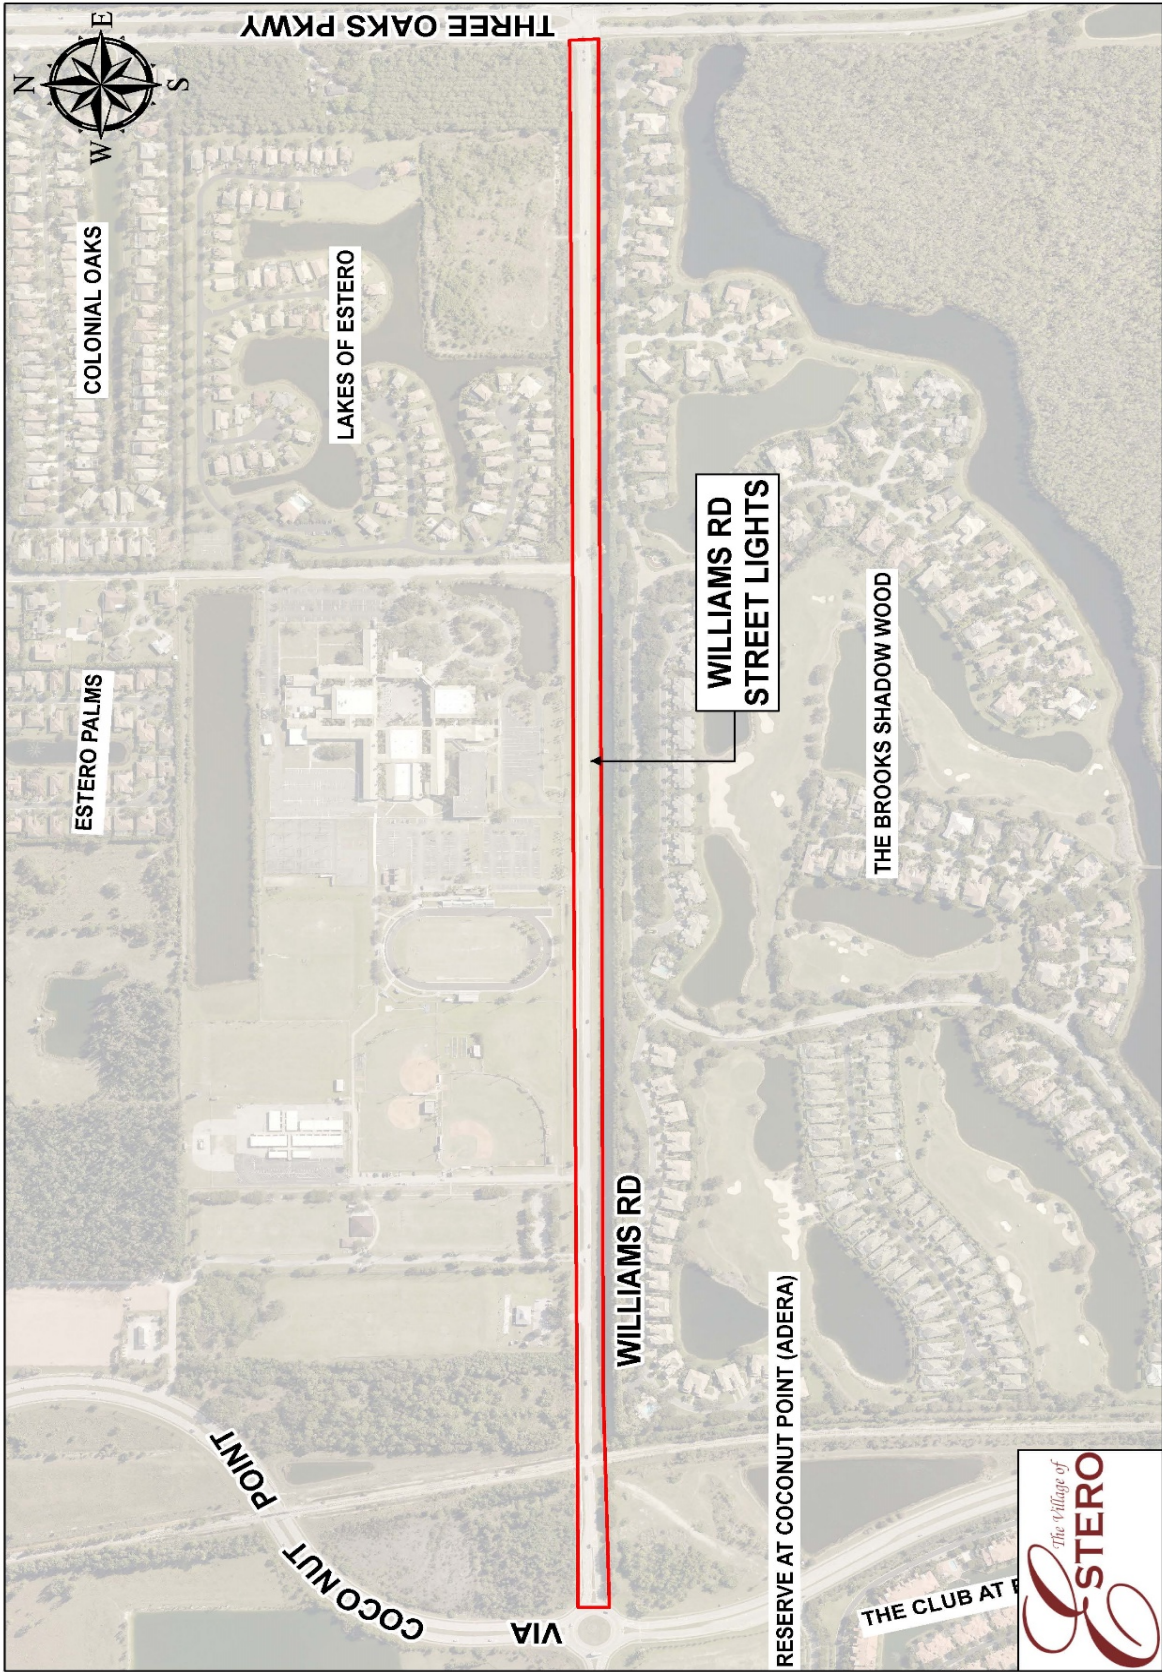 THREE OAKS PKWY
N
E
S
W
COLONIAL OAKS
LAKES OF ESTERO
ESTERO PALMS
WILLIAMS RD
STREET LIGHTS
THE BROOKS SHADOW WOOD
WILLIAMS RD
RESERVE AT COCONUT POINT (ADERA)
VIA COCONUT POINT
THE CLUB AT
The Village of
ESTERO